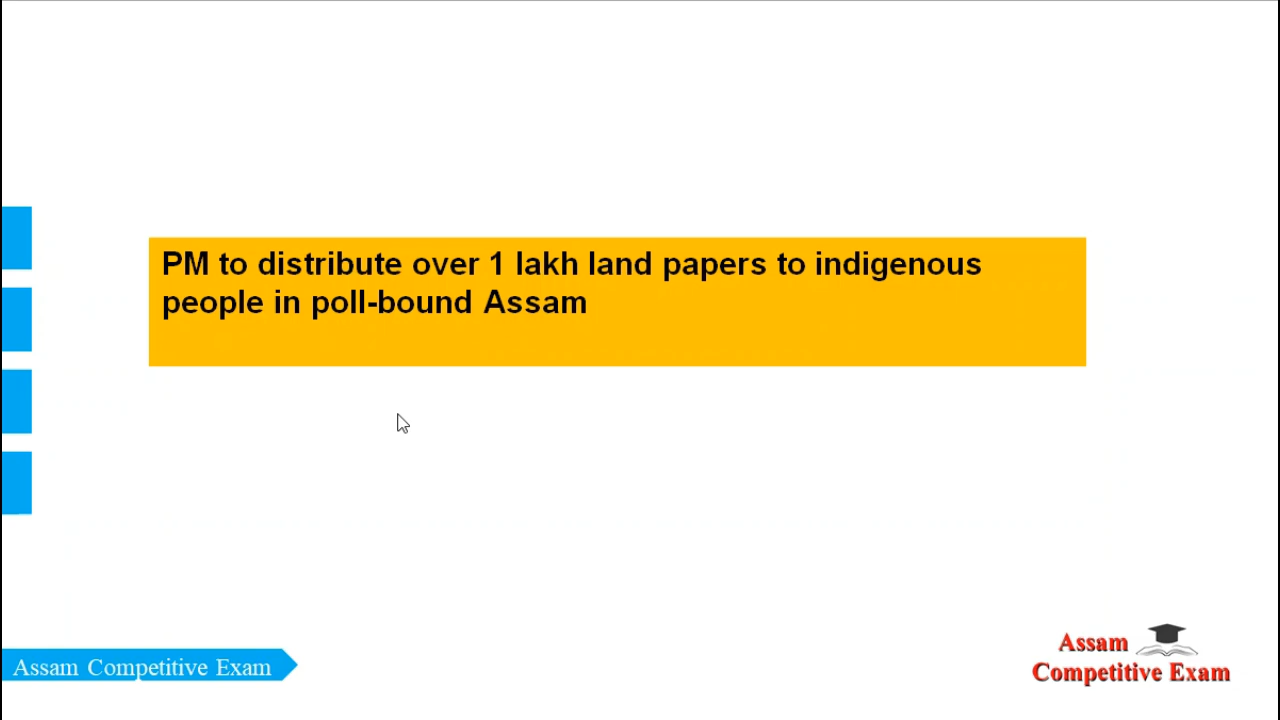 PM to distribute over 1 lakh land papers to indigenous
people in poll-bound Assam
Assam Competitive Exam
Assam
Competitive Exam